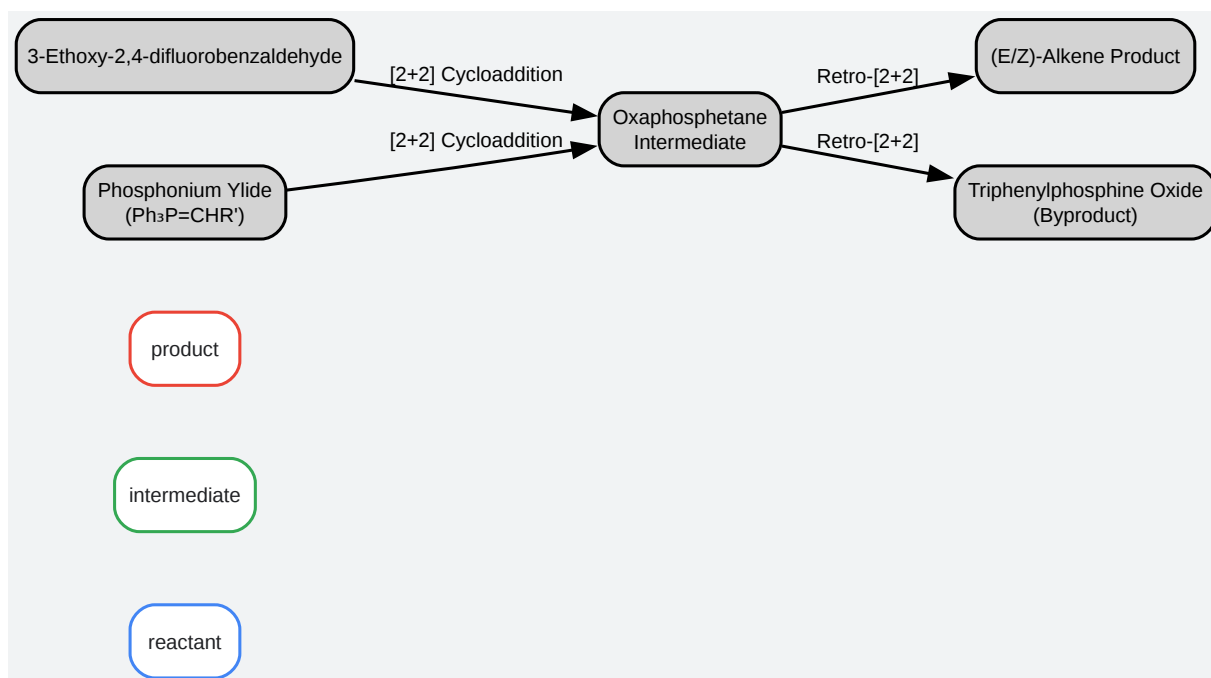 3-Ethoxy-2,4-difluorobenzaldehyde
[2+2] Cycloaddition
Phosphonium Ylide
(Ph₃P=CHR')
[2+2] Cycloaddition
Oxaphosphetane
Intermediate
Retro-[2+2]
(E/Z)-Alkene Product
Retro-[2+2]
Triphenylphosphine Oxide
(Byproduct)
product
intermediate
reactant